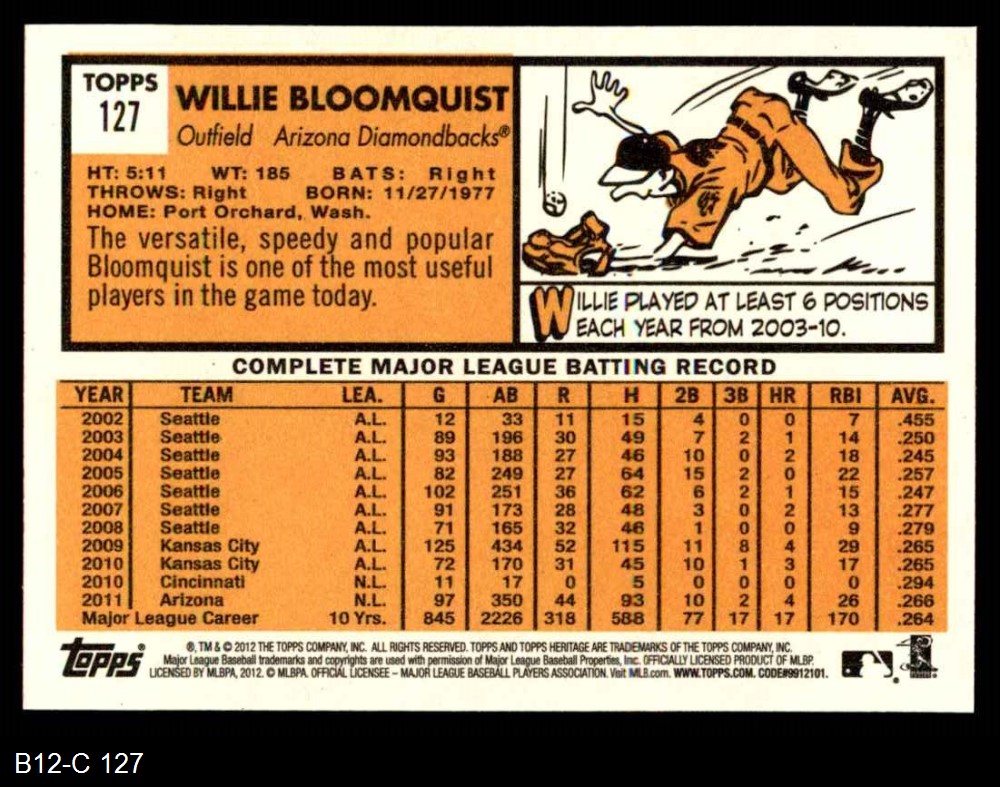 TOPPS
127
WILLIE BLOOMQUIST
Outfield Arizona Diamondbacks®
HT: 5:11 WT: 185 BATS: Right
THROWS: Right BORN: 11/27/1977
HOME: Port Orchard, Wash.
The versatile, speedy and popular
Bloomquist is one of the most useful
players in the game today.
WILLIE PLAYED AT LEAST 6 POSITIONS
EACH YEAR FROM 2003-10.
COMPLETE MAJOR LEAGUE BATTING RECORD
YEAR TEAM LEA. G AB R H 2B 3B HR RBI AVG.
2002 Seattle A.L. 12 33 11 15 4 0 0 7 .455
2003 Seattle A.L. 89 196 30 49 7 2 1 14 .250
2004 Seattle A.L. 93 188 27 46 10 0 2 18 .245
2005 Seattle A.L. 82 249 27 64 15 2 0 22 .257
2006 Seattle A.L. 102 251 36 62 6 2 1 15 .247
2007 Seattle A.L. 91 173 28 48 3 0 2 13 .277
2008 Seattle A.L. 71 165 32 46 1 0 0 9 .279
2009 Kansas City A.L. 125 434 52 115 11 8 4 29 .265
2010 Kansas City A.L. 72 170 31 45 10 1 3 17 .265
2010 Cincinnati N.L. 11 17 0 5 0 0 0 0 .294
2011 Arizona N.L. 97 350 44 93 10 2 4 26 .266
Major League Career 10 Yrs. 845 2226 318 588 77 17 17 170 .264
topps
®, TM & © 2012 THE TOPPS COMPANY, INC. ALL RIGHTS RESERVED. TOPPS AND TOPPS HERITAGE ARE TRADEMARKS OF THE TOPPS COMPANY, INC.
Major League Baseball trademarks and copyrights are used with permission of Major League Baseball Properties, Inc. OFFICIALLY LICENSED PRODUCT OF MLBP.
LICENSED BY MLBPA, 2012. © MLBPA. OFFICIAL LICENSEE – MAJOR LEAGUE BASEBALL PLAYERS ASSOCIATION. Visit MLB.com. WWW.TOPPS.COM. CODE#9912101.
B12-C 127